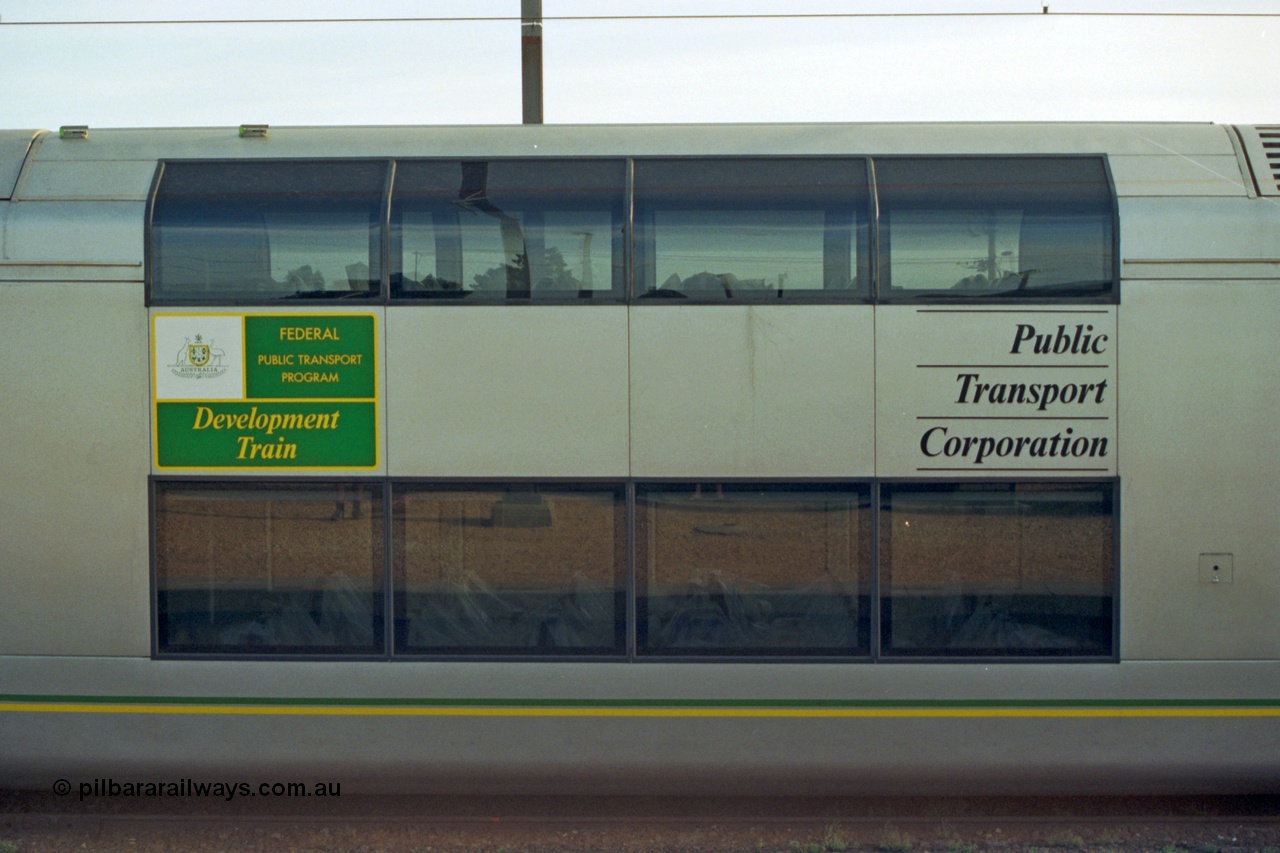 FEDERAL
PUBLIC TRANSPORT
PROGRAM
AUSTRALIA
Development
Train
Public
Transport
Corporation
© pilbararailways.com.au